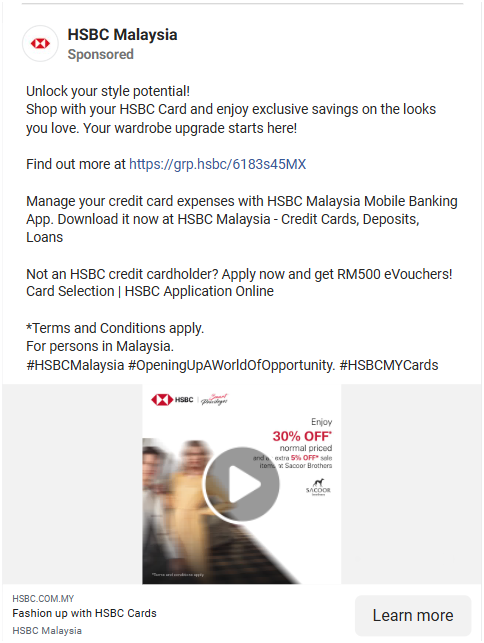 HSBC Malaysia
Sponsored
Unlock your style potential!
Shop with your HSBC Card and enjoy exclusive savings on the looks
you love. Your wardrobe upgrade starts here!
Find out more at https://grp.hsbc/6183s45MX
Manage your credit card expenses with HSBC Malaysia Mobile Banking
App. Download it now at HSBC Malaysia - Credit Cards, Deposits,
Loans
Not an HSBC credit cardholder? Apply now and get RM500 eVouchers!
Card Selection | HSBC Application Online
*Terms and Conditions apply.
For persons in Malaysia.
#HSBCMalaysia #OpeningUpAWorldOfOpportunity. #HSBCMYCards
HSBC
Privileges
Enjoy
30% OFF*
normal priced
extra 5% OFF* sale
items at Sacoor Brothers
SACOOR
brothers
*Terms and conditions apply
HSBC.COM.MY
Fashion up with HSBC Cards
HSBC Malaysia
Learn more